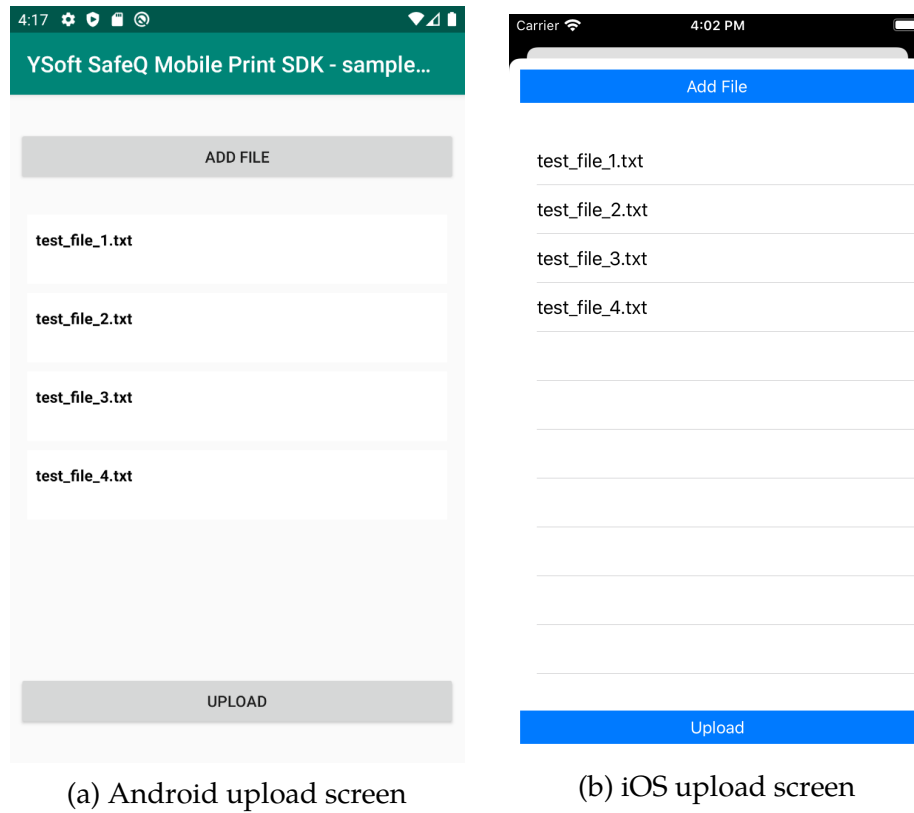 4:17
YSoft SafeQ Mobile Print SDK - sample...
ADD FILE
test_file_1.txt
test_file_2.txt
test_file_3.txt
test_file_4.txt
UPLOAD
(a) Android upload screen
Carrier
4:02 PM
Add File
test_file_1.txt
test_file_2.txt
test_file_3.txt
test_file_4.txt
Upload
(b) iOS upload screen